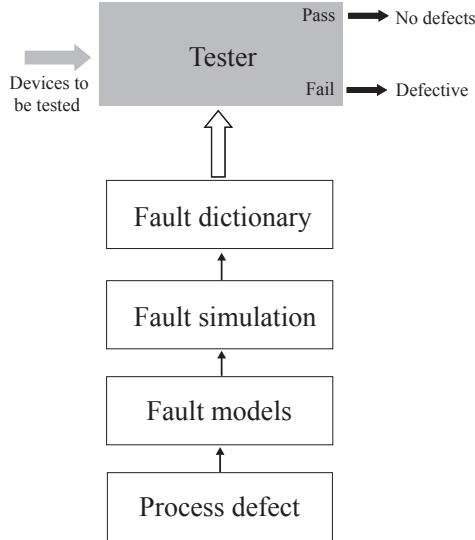 Pass
No defects
Tester
Devices to
be tested
Fail
Defective
Fault dictionary
Fault simulation
Fault models
Process defect